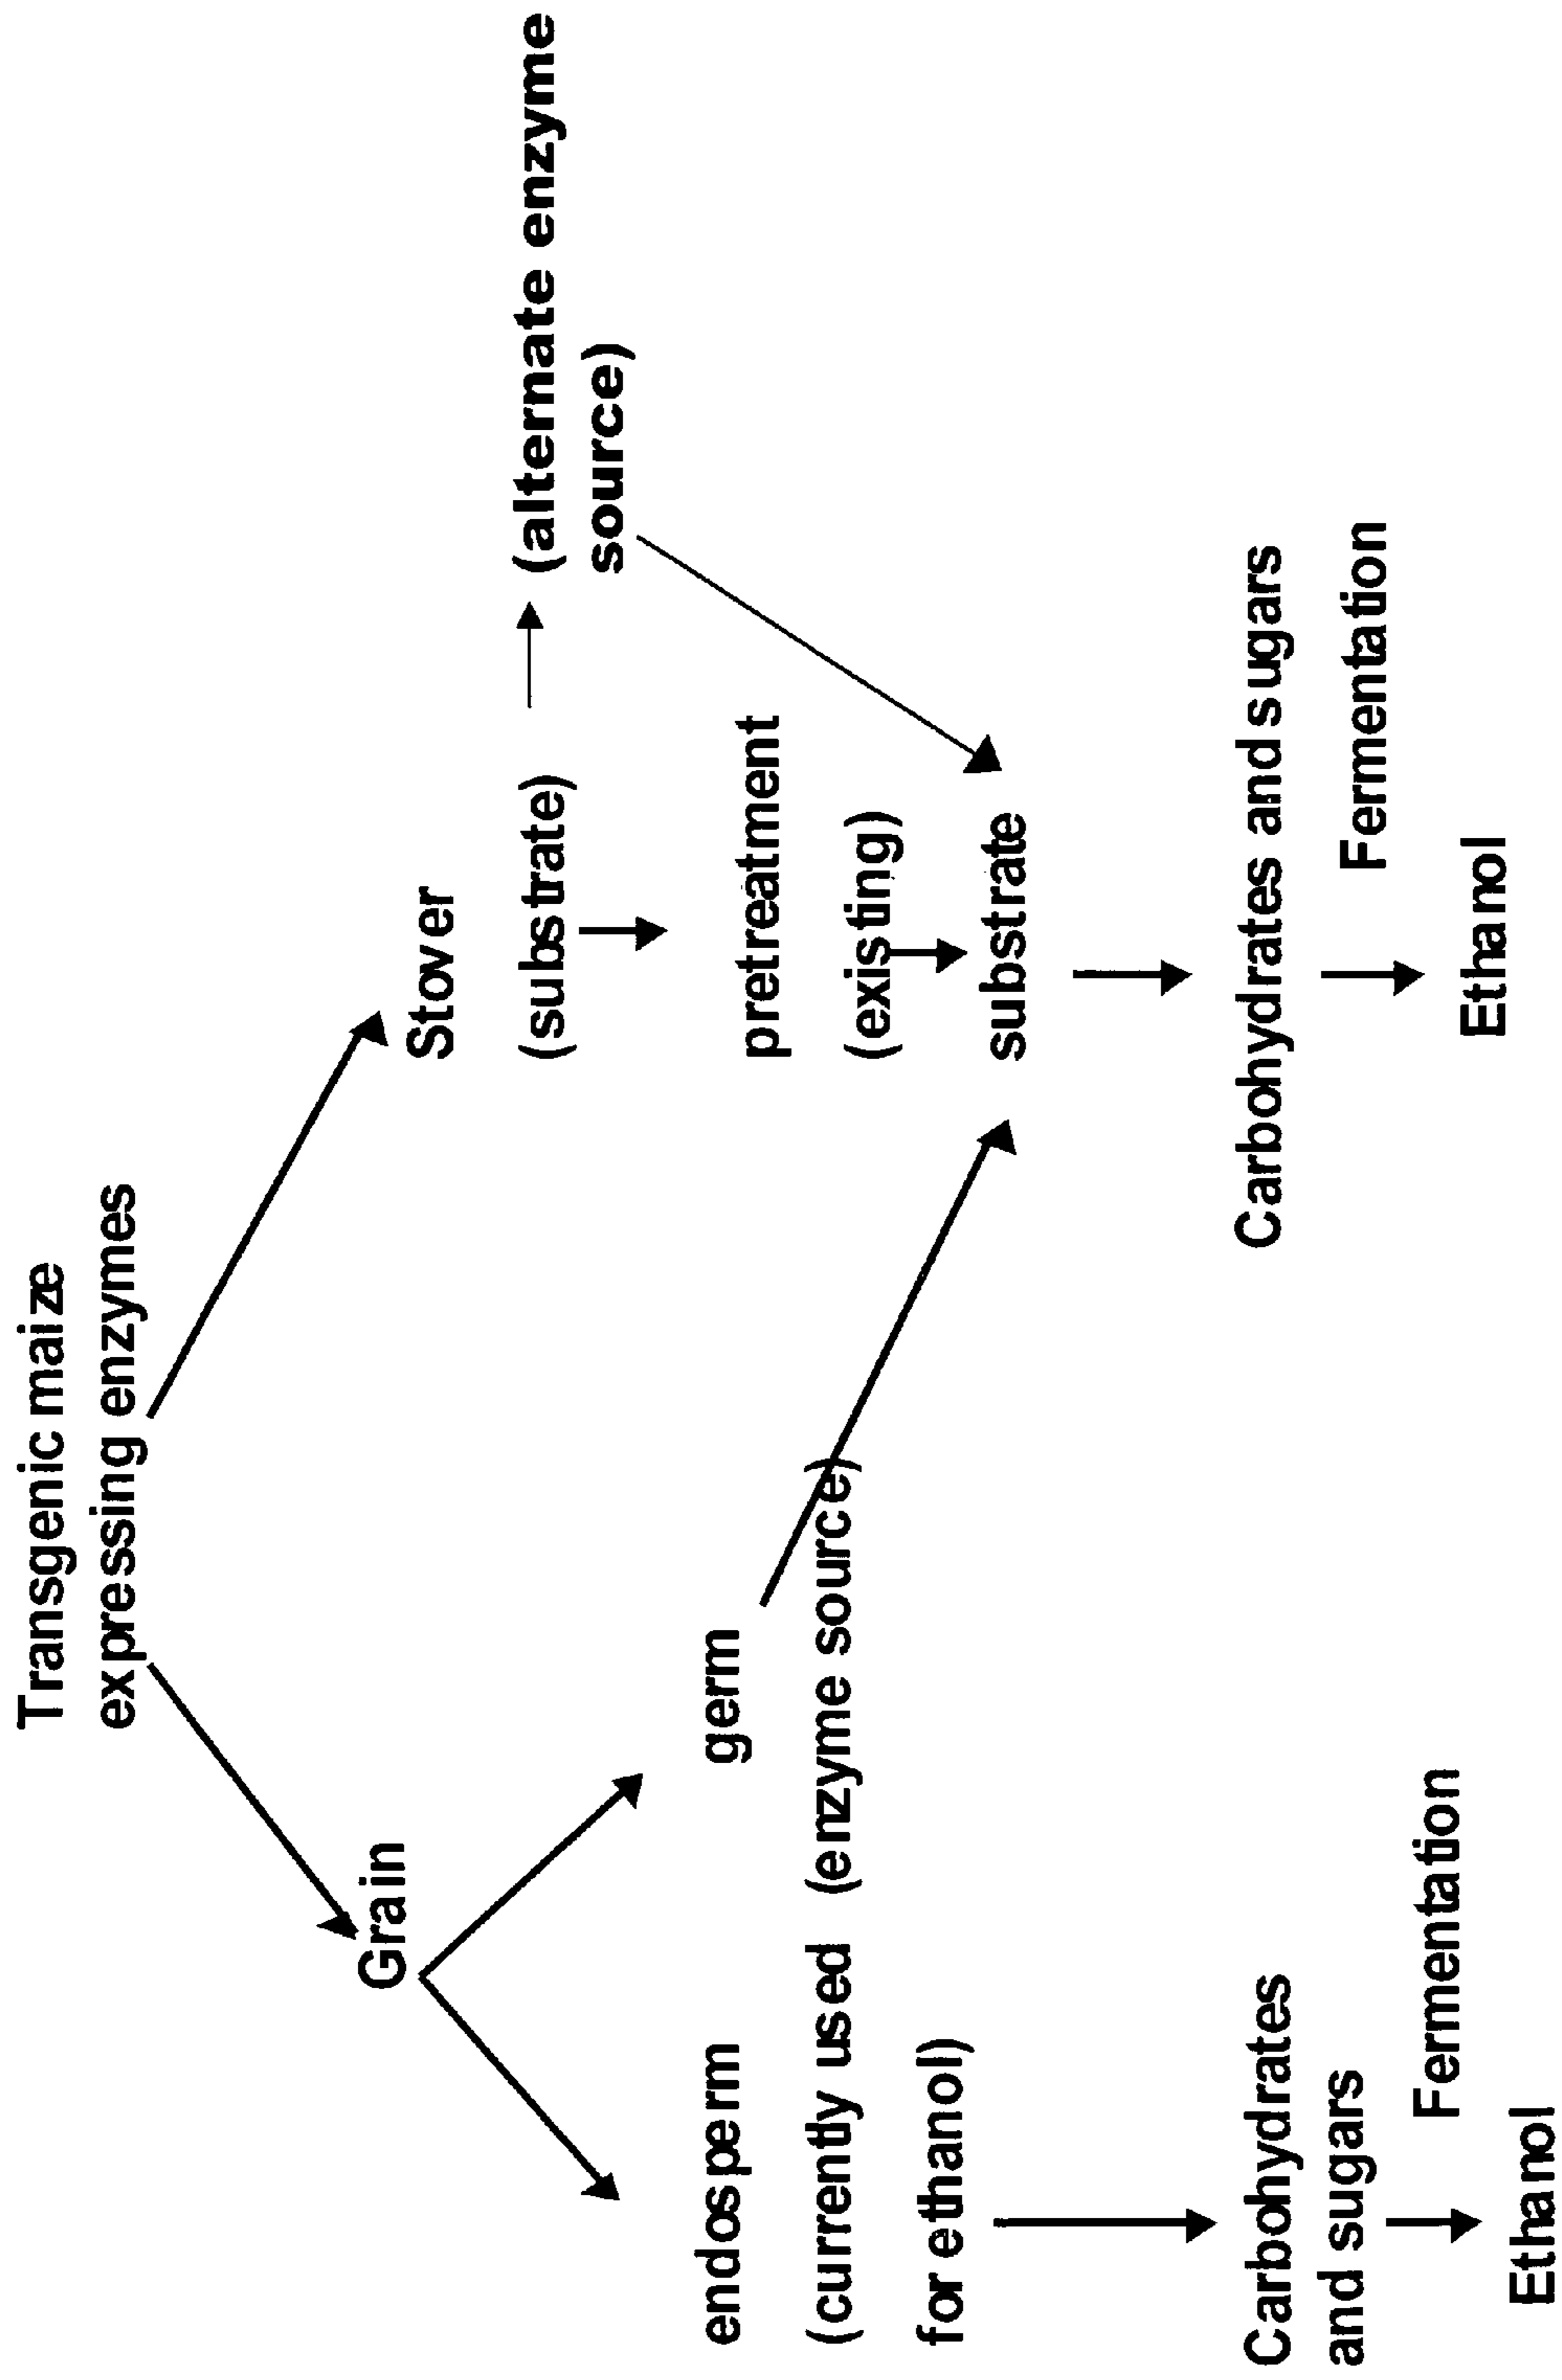 Transgenic maize
expressing enzymes
Grain
Stover
(substrate)
(alternate enzyme
source)
endosperm
(currently used
for ethanol)
germ
(enzyme source)
pretreatment
(existing)
substrate
Carbohydrates
and sugars
Fermentation
Ethanol
Carbohydrates and sugars
Fermentation
Ethanol